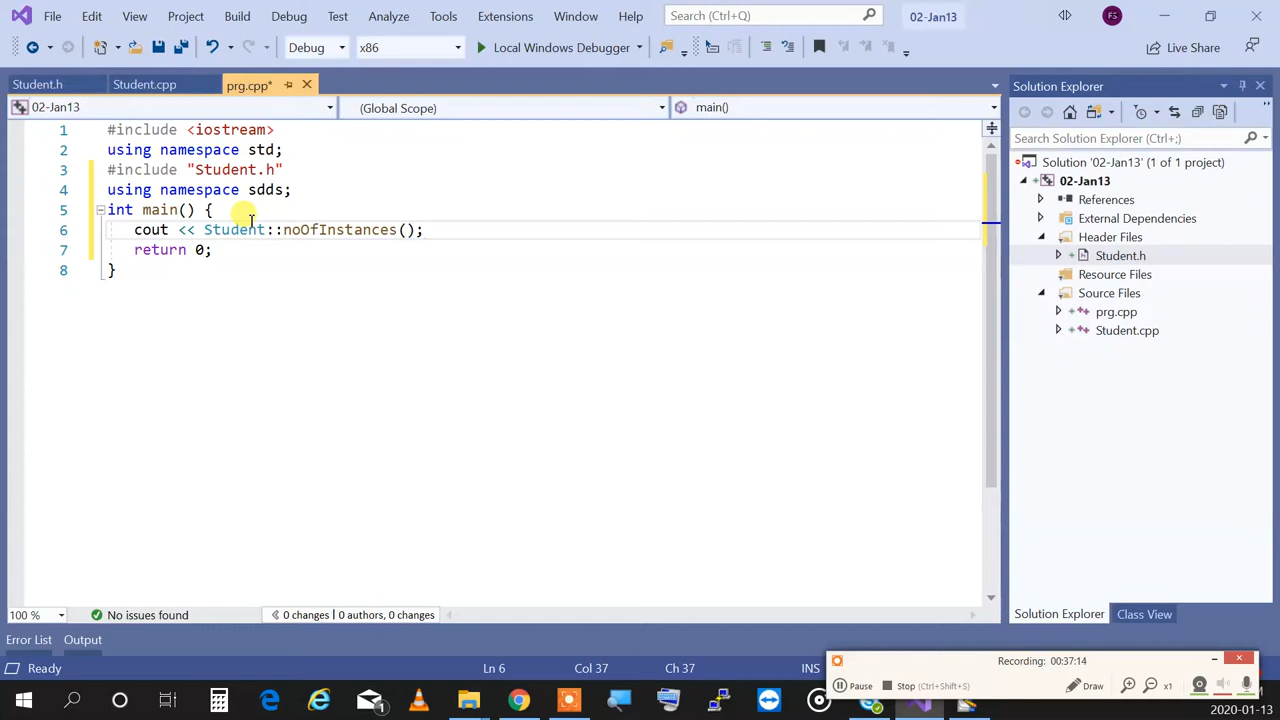 File Edit View Project Build Debug Test Analyze Tools Extensions Window Help Search (Ctrl+Q) 02-Jan13 FS
Debug x86 Local Windows Debugger Live Share
Student.h Student.cpp prg.cpp*
02-Jan13 (Global Scope) main()
1 #include <iostream>
2 using namespace std;
3 #include "Student.h"
4 using namespace sdds;
5 int main() {
6 cout << Student::noOfInstances();
7 return 0;
8 }
100 % No issues found 0 changes | 0 authors, 0 changes
Solution Explorer
Search Solution Explorer (Ctrl+;)
Solution '02-Jan13' (1 of 1 project)
02-Jan13
References
External Dependencies
Header Files
Student.h
Resource Files
Source Files
prg.cpp
Student.cpp
Solution Explorer Class View
Error List Output
Ready Ln 6 Col 37 Ch 37 INS
Recording: 00:37:14
Pause Stop (Ctrl+Shift+S) Draw x1
1
2020-01-13